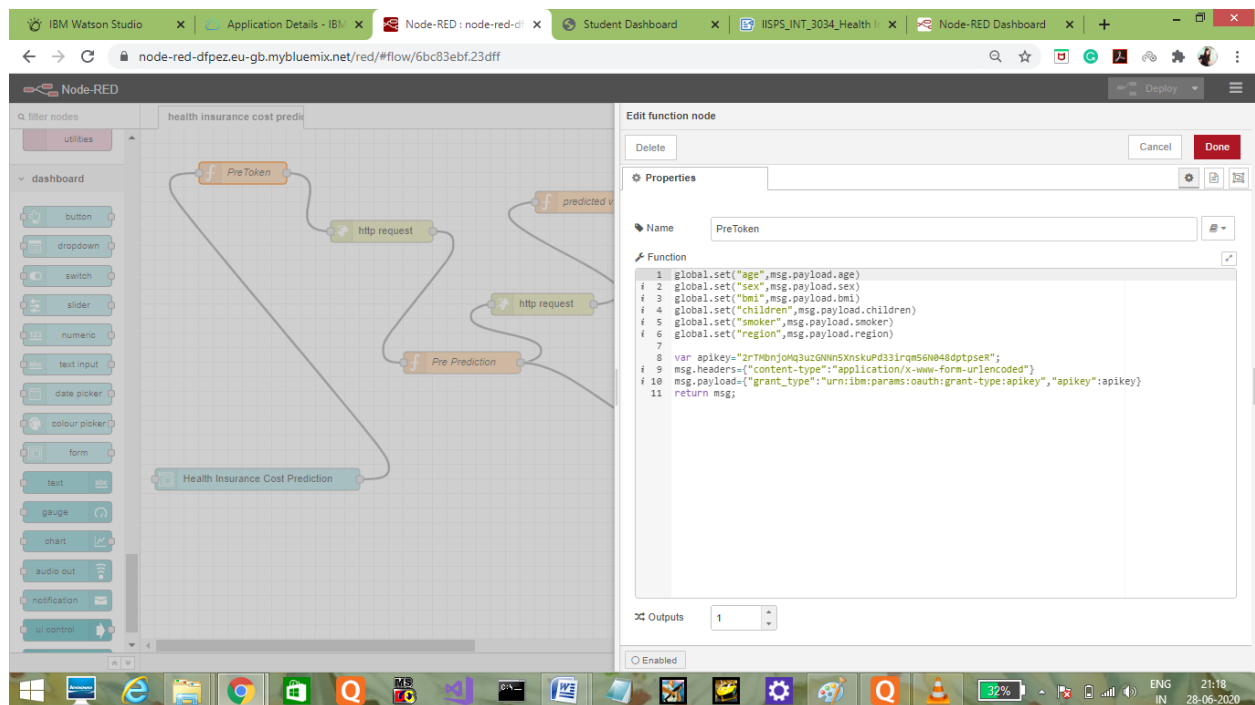 IBM Watson Studio
Application Details - IBM
Node-RED : node-red-df
Student Dashboard
IISPS_INT_3034_Health I
Node-RED Dashboard
node-red-dfpez.eu-gb.mybluemix.net/red/#flow/6bc83ebf.23dff
Node-RED
Deploy
filter nodes
health insurance cost predi
Edit function node
utilities
Delete
Cancel
Done
dashboard
PreToken
Properties
button
predicted v
Name
PreToken
http request
dropdown
Function
switch
slider
http request
numeric
text input
Pre Prediction
date picker
colour picker
form
Health Insurance Cost Prediction
text
abc
gauge
chart
audio out
notification
ui control
1 global.set("age",msg.payload.age)
i 2 global.set("sex",msg.payload.sex)
i 3 global.set("bmi",msg.payload.bmi)
i 4 global.set("children",msg.payload.children)
i 5 global.set("smoker",msg.payload.smoker)
i 6 global.set("region",msg.payload.region)
7
8 var apikey="2rTMbnjoMq3uzGNNn5XnskuPd33irqm56N048dptpseR";
i 9 msg.headers={"content-type":"application/x-www-form-urlencoded"}
i 10 msg.payload={"grant_type":"urn:ibm:params:oauth:grant-type:apikey","apikey":apikey}
11 return msg;
Outputs
1
Enabled
32%
ENG
IN
21:18
28-06-2020